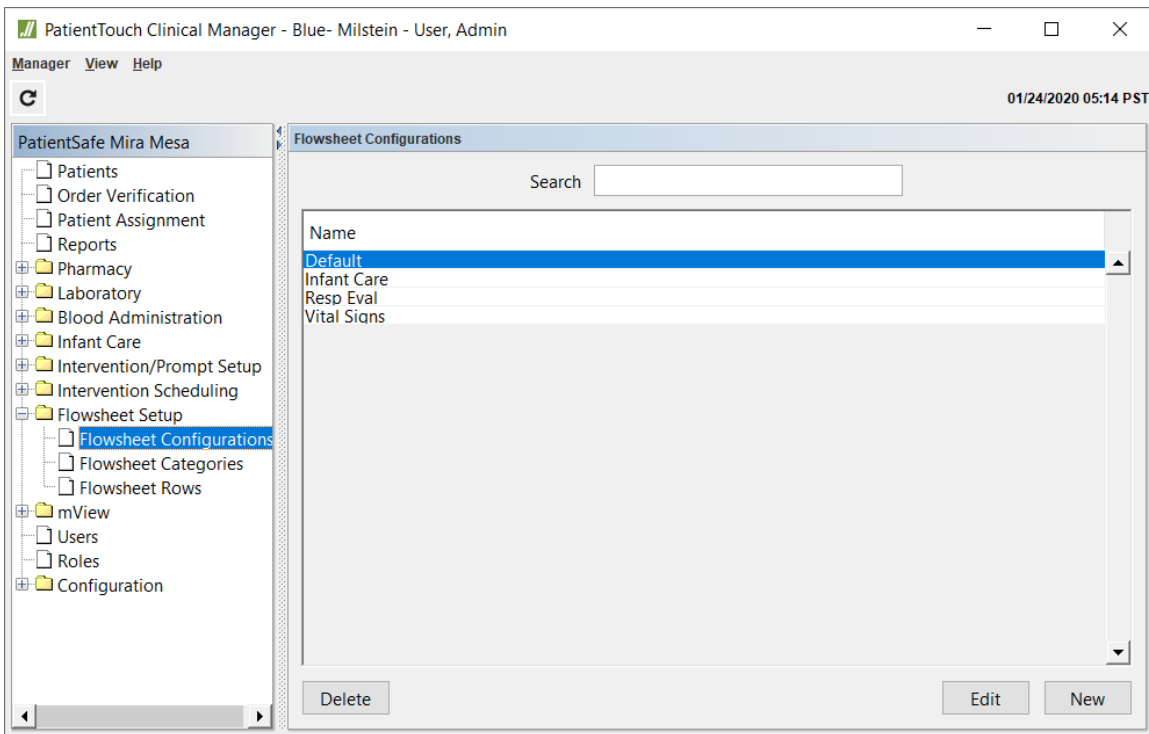 PatientTouch Clinical Manager - Blue- Milstein - User, Admin
Manager View Help
01/24/2020 05:14 PST
PatientSafe Mira Mesa
Patients
Order Verification
Patient Assignment
Reports
Pharmacy
Laboratory
Blood Administration
Infant Care
Intervention/Prompt Setup
Intervention Scheduling
Flowsheet Setup
Flowsheet Configurations
Flowsheet Categories
Flowsheet Rows
mView
Users
Roles
Configuration
Flowsheet Configurations
Search
Name
Default
Infant Care
Resp Eval
Vital Signs
Delete
Edit
New